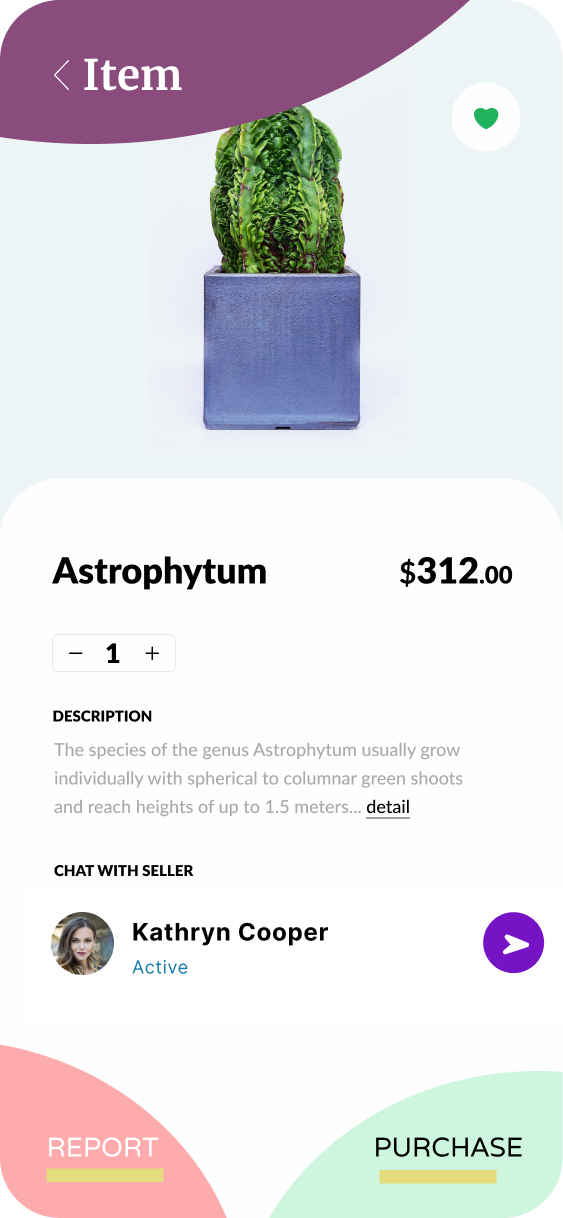 Item
Astrophytum
$312.00
1
DESCRIPTION
The species of the genus Astrophytum usually grow
individually with spherical to columnar green shoots
and reach heights of up to 1.5 meters... detail
CHAT WITH SELLER
Kathryn Cooper
Active
REPORT
PURCHASE